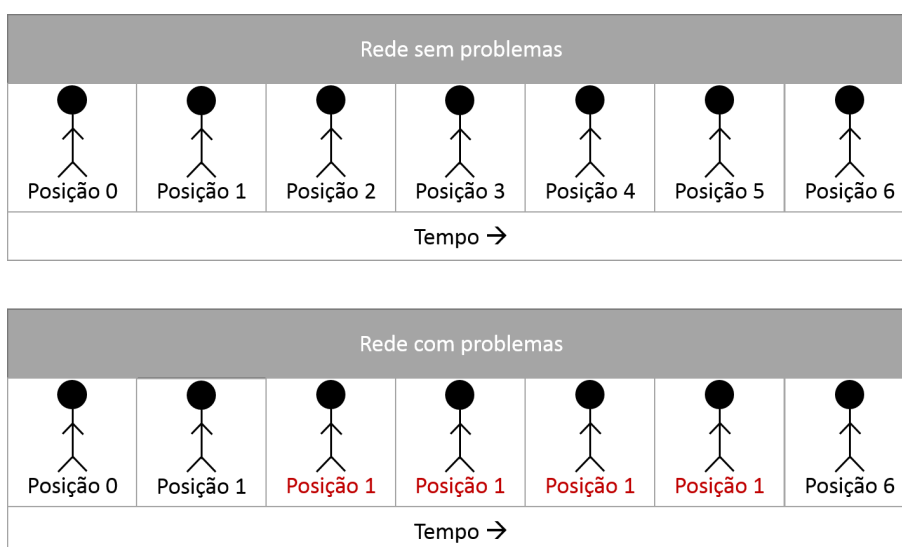 Rede sem problemas
Posição 0 Posição 1 Posição 2 Posição 3 Posição 4 Posição 5 Posição 6
Tempo →
Rede com problemas
Posição 0 Posição 1 Posição 1 Posição 1 Posição 1 Posição 1 Posição 6
Tempo →